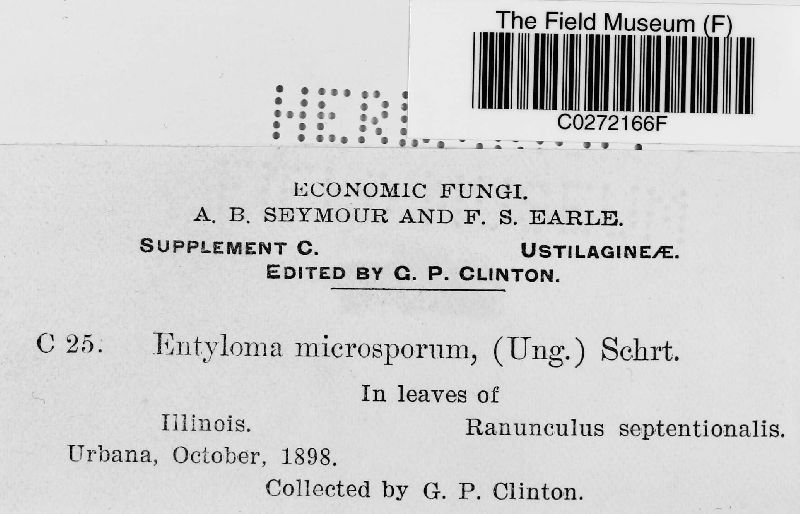 The Field Museum (F)
C0272166F
ECONOMIC FUNGI.
A. B. SEYMOUR AND F. S. EARLE.
SUPPLEMENT C. USTILAGINEÆ.
EDITED BY G. P. CLINTON.
C 25. Entyloma microsporum, (Ung.) Schrt.
In leaves of
Illinois. Ranunculus septentionalis.
Urbana, October, 1898.
Collected by G. P. Clinton.